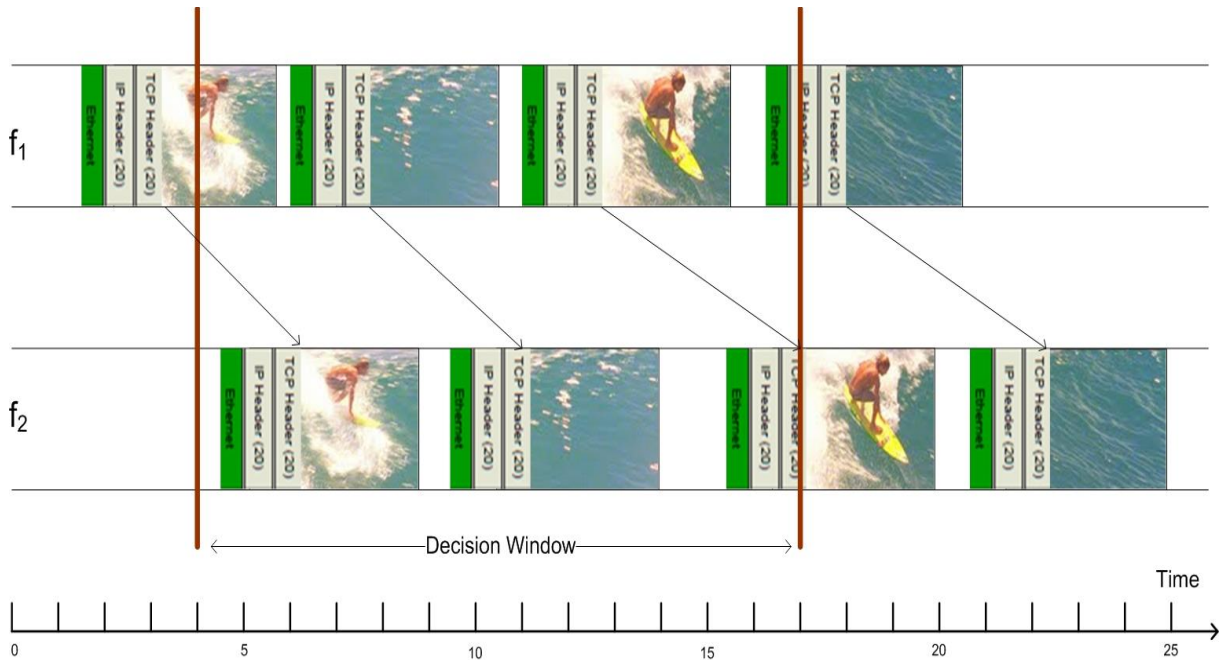 Ethernet
IP Header (20)
TCP Header (20)
Ethernet
IP Header (20)
TCP Header (20)
Ethernet
IP Header (20)
TCP Header (20)
Ethernet
IP Header (20)
TCP Header (20)
f1
Ethernet
IP Header (20)
TCP Header (20)
Ethernet
IP Header (20)
TCP Header (20)
Ethernet
IP Header (20)
TCP Header (20)
Ethernet
IP Header (20)
TCP Header (20)
f2
Decision Window
Time
0 5 10 15 20 25